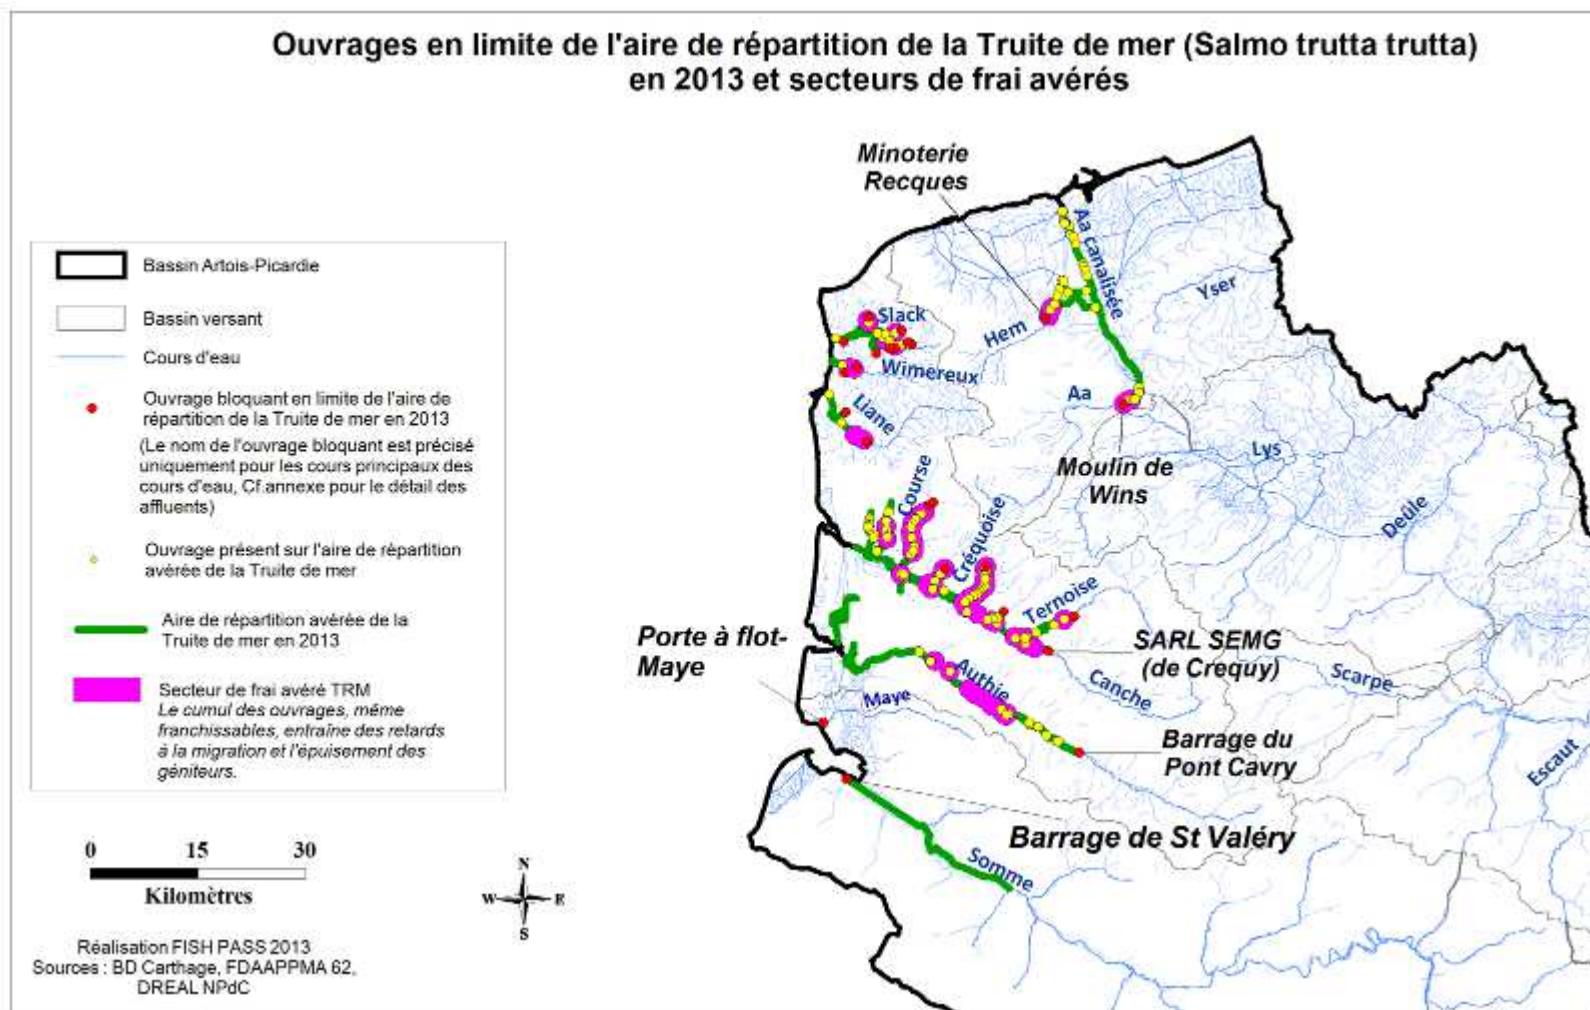 Ouvrages en limite de l'aire de répartition de la Truite de mer (Salmo trutta trutta)
en 2013 et secteurs de frai avérés
Bassin Artois-Picardie
Bassin versant
Cours d'eau
Ouvrage bloquant en limite de l'aire de
répartition de la Truite de mer en 2013
(Le nom de l'ouvrage bloquant est précisé
uniquement pour les cours principaux des
cours d'eau, Cf.annexe pour le détail des
affluents)
Ouvrage présent sur l'aire de répartition
avérée de la Truite de mer
Aire de répartition avérée de la
Truite de mer en 2013
Secteur de frai avéré TRM
Le cumul des ouvrages, même
franchissables, entraîne des retards
à la migration et l'épuisement des
géniteurs.
0 15 30
Kilomètres
N
W E
S
Réalisation FISH PASS 2013
Sources : BD Carthage, FDAAPPMA 62,
DREAL NPdC
Minoterie
Recques
Aa canalisée
Yser
Slack
Hem
Wimereux
Aa
Liane
Moulin de
Wins
Lys
Deûle
Course
Créquoise
Ternoise
Porte à flot-
Maye
SARL SEMG
(de Crequy)
Authie
Canche
Scarpe
Maye
Barrage du
Pont Cavry
Escaut
Barrage de St Valéry
Somme